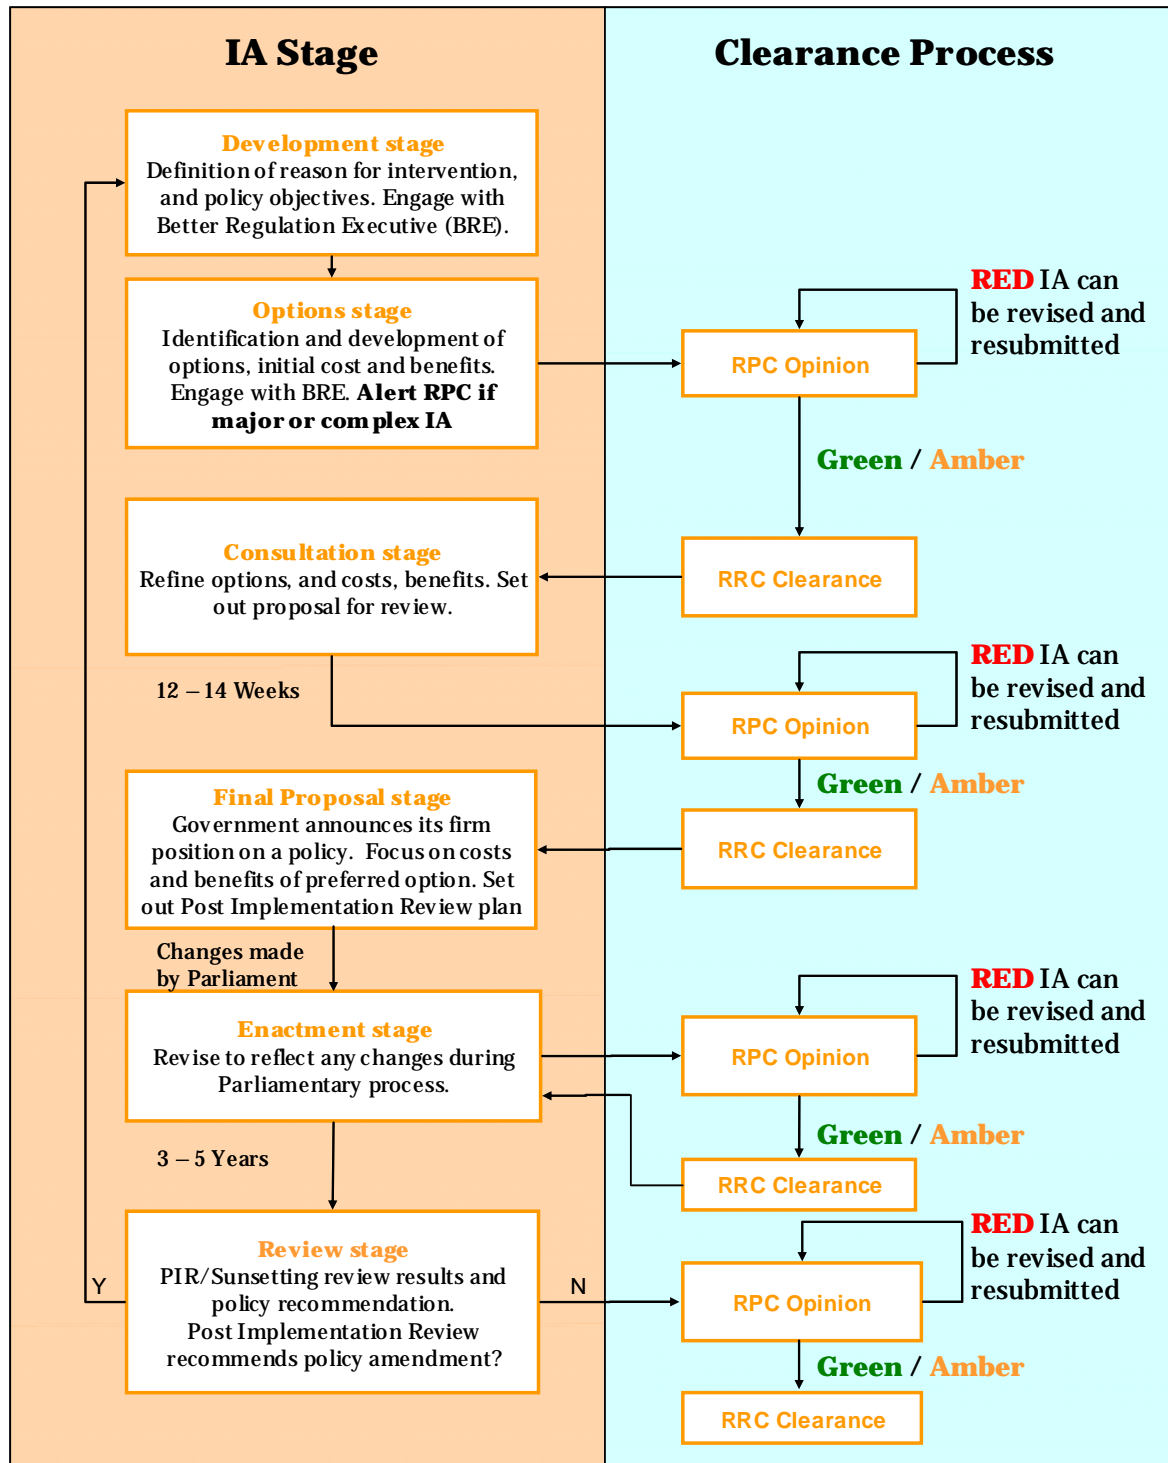 IA Stage
Clearance Process
Development stage
Definition of reason for intervention,
and policy objectives. Engage with
Better Regulation Executive (BRE).
Options stage
Identification and development of
options, initial cost and benefits.
Engage with BRE. Alert RPC if
major or complex IA
RPC Opinion
RED IA can
be revised and
resubmitted
Green / Amber
Consultation stage
Refine options, and costs, benefits. Set
out proposal for review.
RRC Clearance
12 – 14 Weeks
RPC Opinion
RED IA can
be revised and
resubmitted
Green / Amber
Final Proposal stage
Government announces its firm
position on a policy.  Focus on costs
and benefits of preferred option. Set
out Post Implementation Review plan
RRC Clearance
Changes made
by Parliament
Enactment stage
Revise to reflect any changes during
Parliamentary process.
RPC Opinion
RED IA can
be revised and
resubmitted
Green / Amber
3 – 5 Years
RRC Clearance
Review stage
PIR/Sunsetting review results and
policy recommendation.
Post Implementation Review
recommends policy amendment?
Y
N
RPC Opinion
RED IA can
be revised and
resubmitted
Green / Amber
RRC Clearance